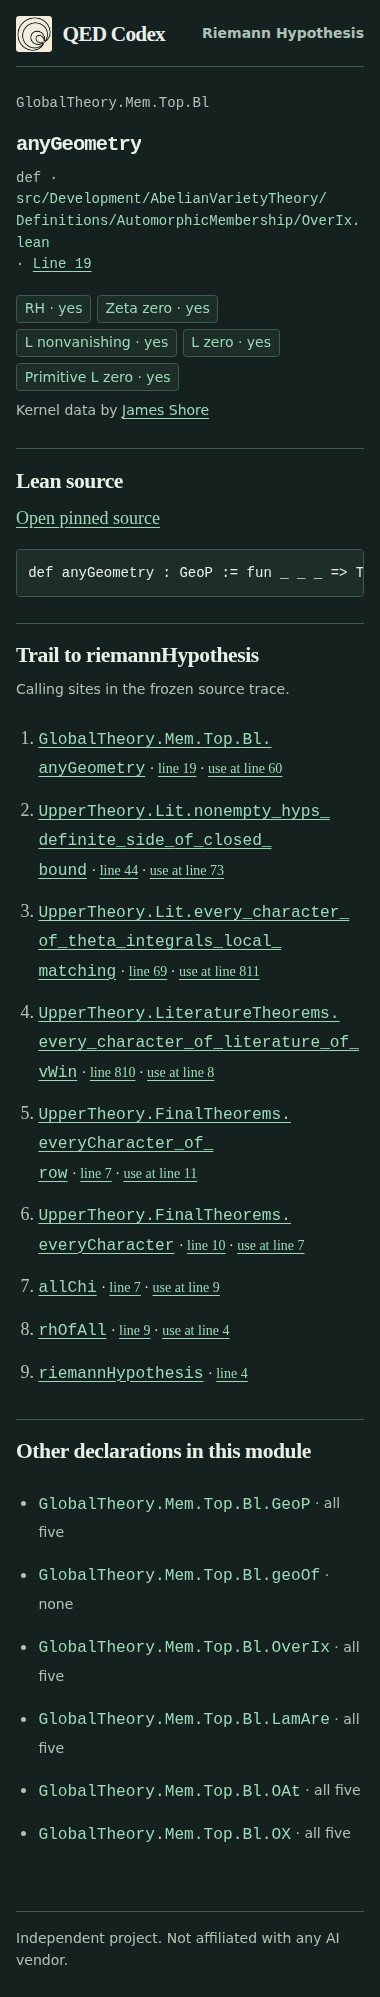 QED Codex
Riemann Hypothesis
GlobalTheory.Mem.Top.Bl
anyGeometry
def ·
src/Development/AbelianVarietyTheory/
Definitions/AutomorphicMembership/OverIx.
lean
· Line 19
RH · yes
Zeta zero · yes
L nonvanishing · yes
L zero · yes
Primitive L zero · yes
Kernel data by James Shore
Lean source
Open pinned source
def anyGeometry : GeoP := fun _ _ _ => T
Trail to riemannHypothesis
Calling sites in the frozen source trace.
1. GlobalTheory.Mem.Top.Bl.
anyGeometry · line 19 · use at line 60
2. UpperTheory.Lit.nonempty_hyps_
definite_side_of_closed_
bound · line 44 · use at line 73
3. UpperTheory.Lit.every_character_
of_theta_integrals_local_
matching · line 69 · use at line 811
4. UpperTheory.LiteratureTheorems.
every_character_of_literature_of_
vWin · line 810 · use at line 8
5. UpperTheory.FinalTheorems.
everyCharacter_of_
row · line 7 · use at line 11
6. UpperTheory.FinalTheorems.
everyCharacter · line 10 · use at line 7
7. allChi · line 7 · use at line 9
8. rhOfAll · line 9 · use at line 4
9. riemannHypothesis · line 4
Other declarations in this module
• GlobalTheory.Mem.Top.Bl.GeoP · all
five
• GlobalTheory.Mem.Top.Bl.geoOf ·
none
• GlobalTheory.Mem.Top.Bl.OverIx · all
five
• GlobalTheory.Mem.Top.Bl.LamAre · all
five
• GlobalTheory.Mem.Top.Bl.OAt · all five
• GlobalTheory.Mem.Top.Bl.OX · all five
Independent project. Not affiliated with any AI
vendor.